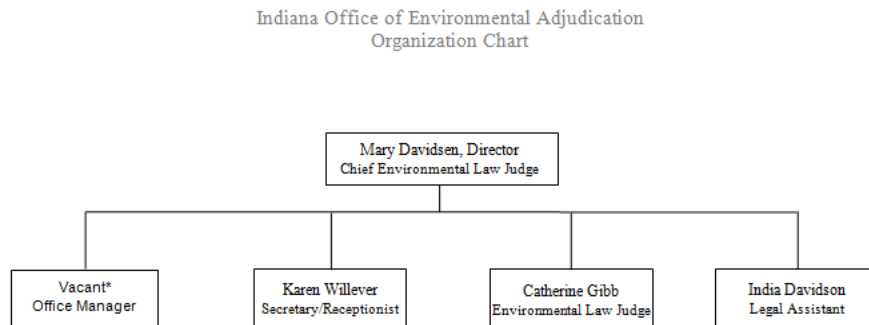 Indiana Office of Environmental Adjudication
Organization Chart
Mary Davidsen, Director
Chief Environmental Law Judge
Vacant*
Office Manager
Karen Willever
Secretary/Receptionist
Catherine Gibb
Environmental Law Judge
India Davidson
Legal Assistant